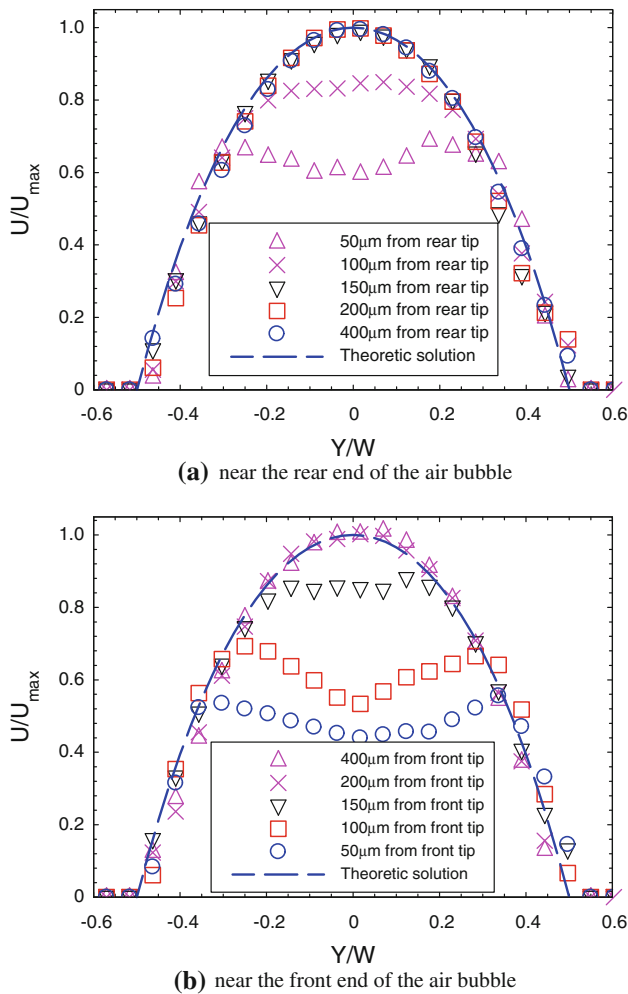 1.0
0.8
0.6
0.4
0.2
0
U/Umax
50μm from rear tip
100μm from rear tip
150μm from rear tip
200μm from rear tip
400μm from rear tip
Theoretic solution
-0.6 -0.4 -0.2 0 0.2 0.4 0.6
Y/W
(a) near the rear end of the air bubble
1.0
0.8
0.6
0.4
0.2
0
U/Umax
400μm from front tip
200μm from front tip
150μm from front tip
100μm from front tip
50μm from front tip
Theoretic solution
-0.6 -0.4 -0.2 0 0.2 0.4 0.6
Y/W
(b) near the front end of the air bubble